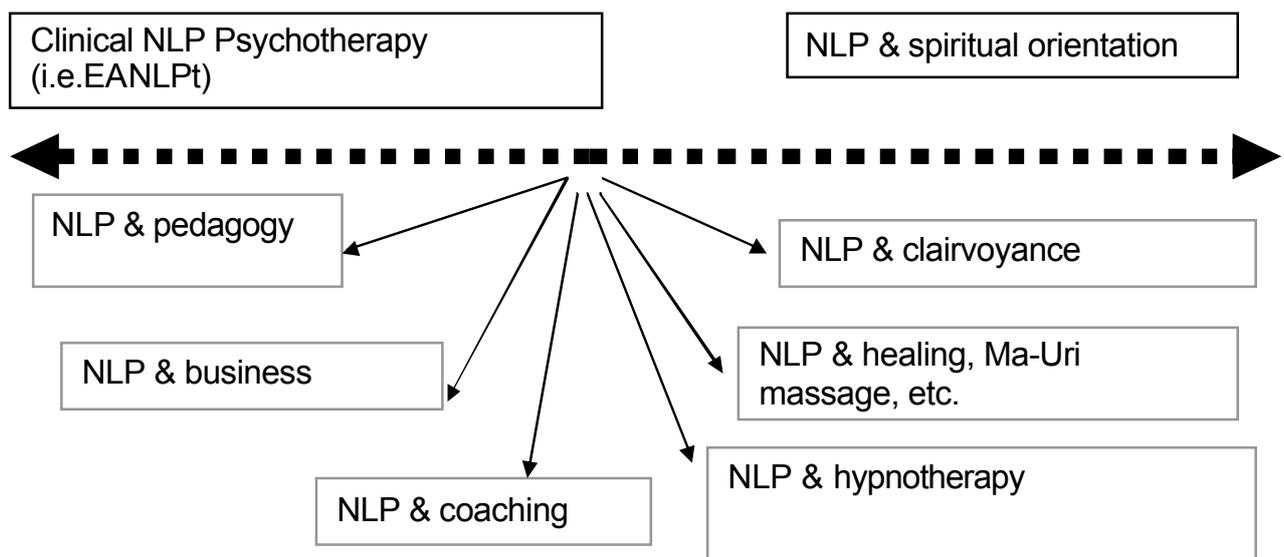 Clinical NLP Psychotherapy
(i.e.EANLPt)
NLP & spiritual orientation
NLP & pedagogy
NLP & clairvoyance
NLP & business
NLP & healing, Ma-Uri
massage, etc.
NLP & coaching
NLP & hypnotherapy